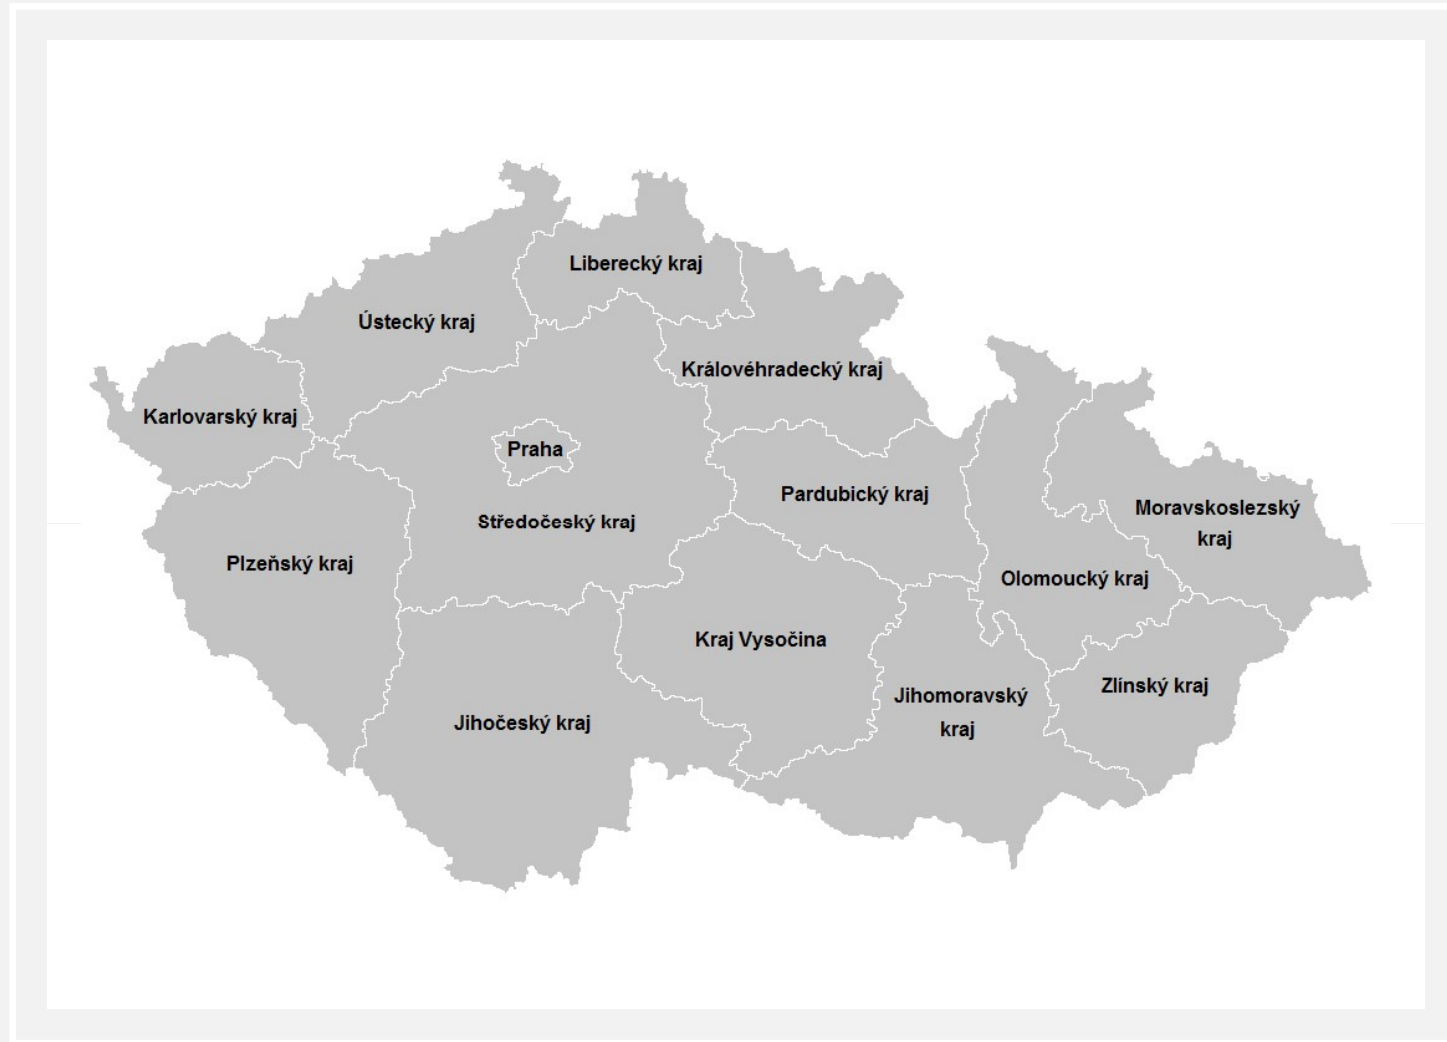 Liberecký kraj
Ústecký kraj
Královéhradecký kraj
Karlovarský kraj
Praha
Pardubický kraj
Moravskoslezský
kraj
Středočeský kraj
Plzeňský kraj
Olomoucký kraj
Kraj Vysočina
Zlínský kraj
Jihomoravský
kraj
Jihočeský kraj